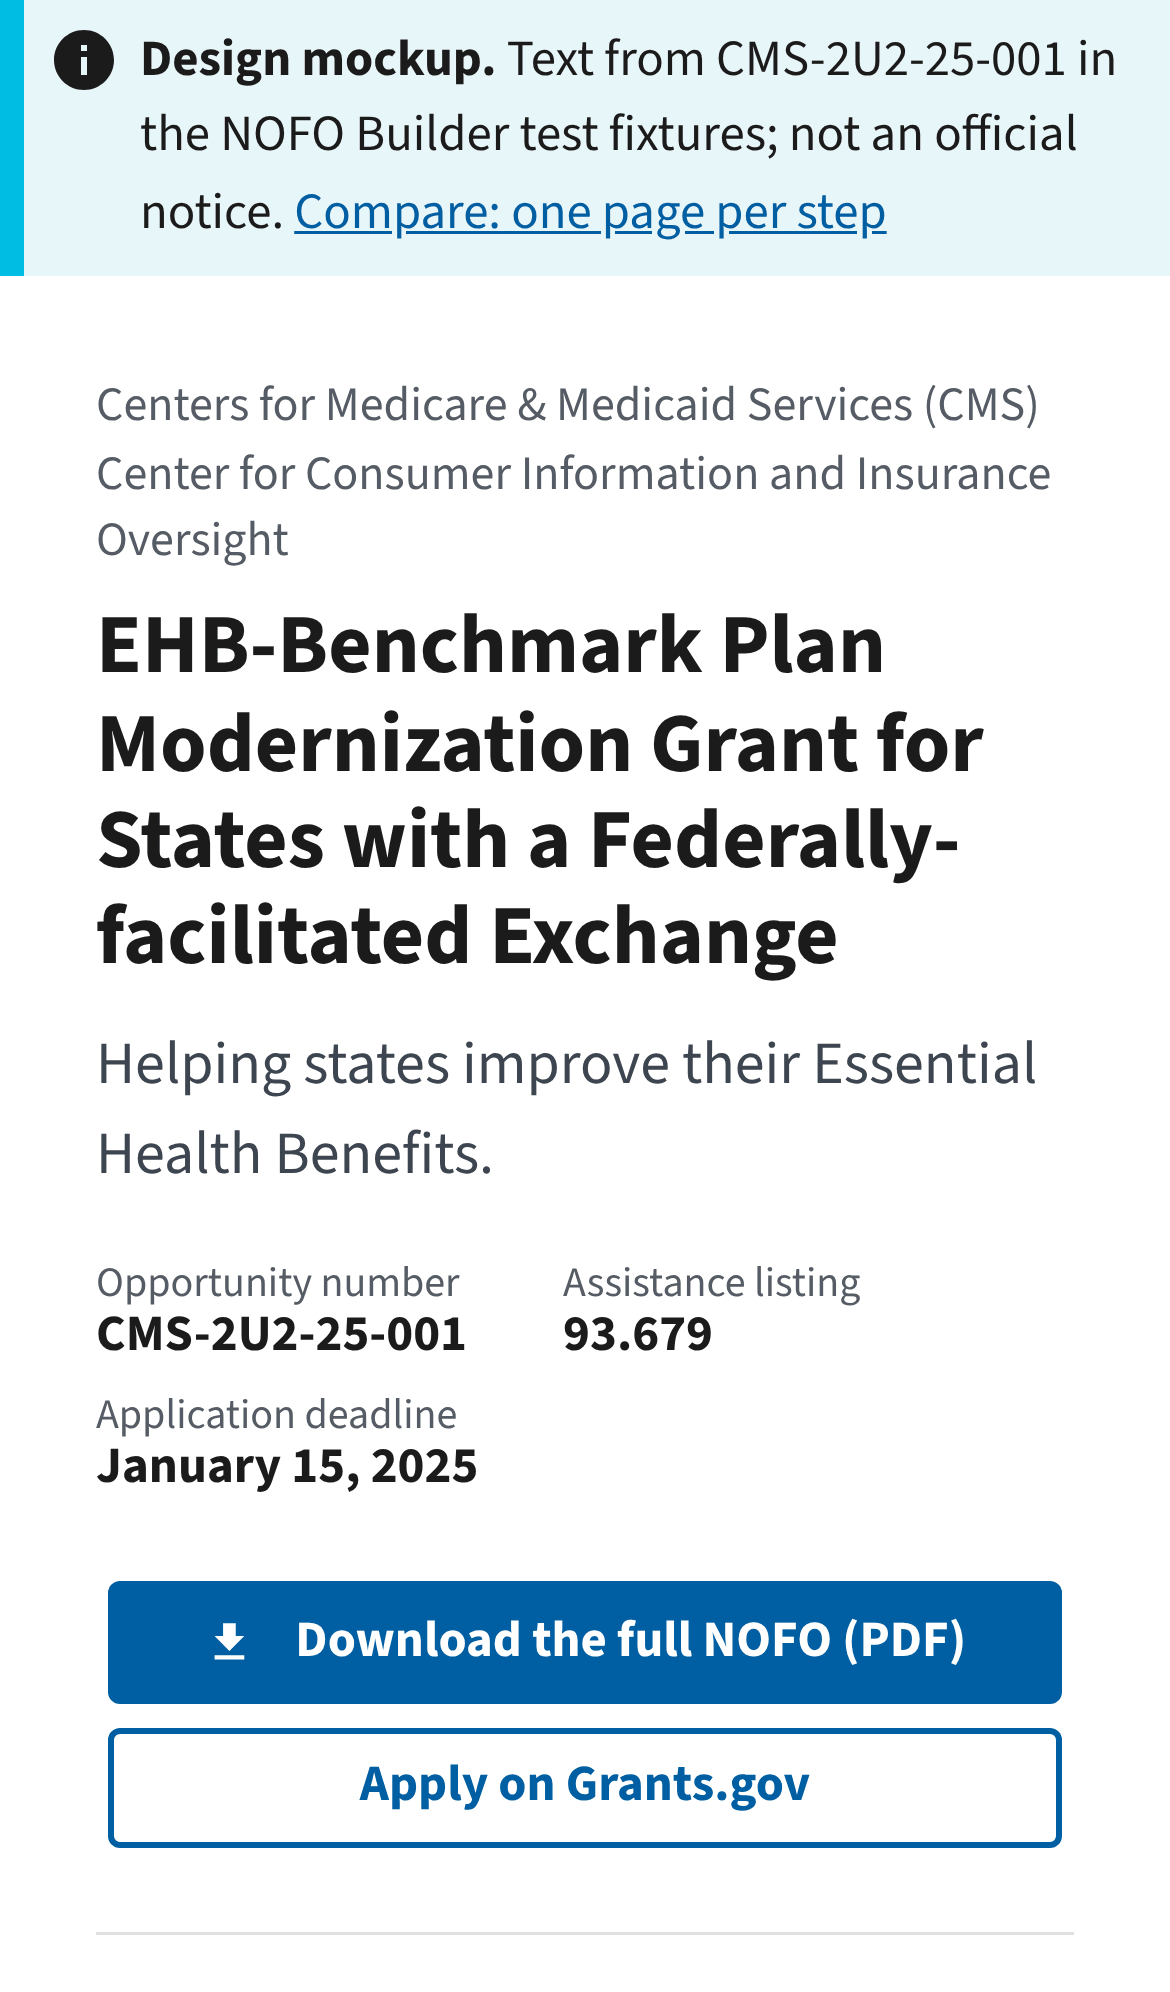 Design mockup. Text from CMS-2U2-25-001 in
the NOFO Builder test fixtures; not an official
notice. Compare: one page per step
Centers for Medicare & Medicaid Services (CMS)
Center for Consumer Information and Insurance
Oversight
EHB-Benchmark Plan
Modernization Grant for
States with a Federally-
facilitated Exchange
Helping states improve their Essential
Health Benefits.
Opportunity number
CMS-2U2-25-001
Assistance listing
93.679
Application deadline
January 15, 2025
Download the full NOFO (PDF)
Apply on Grants.gov